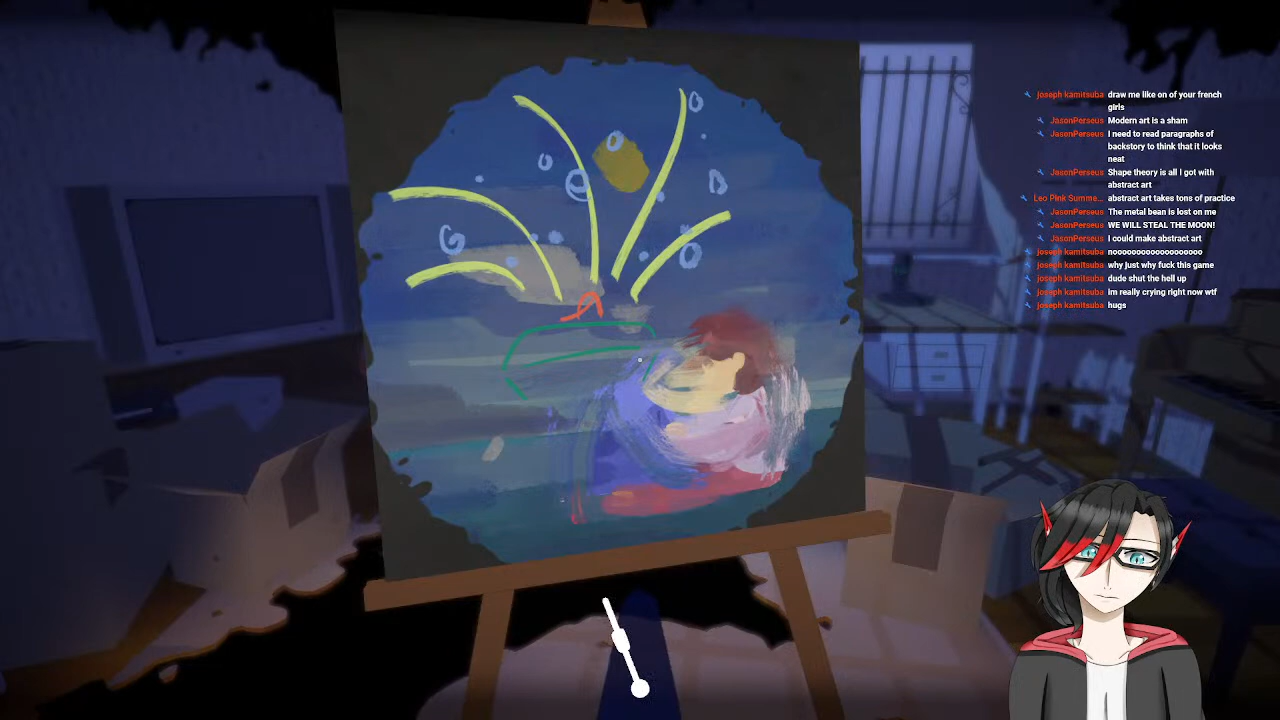 joseph kamitsuba draw me like on of your french
girls
JasonPerseus Modern art is a sham
JasonPerseus I need to read paragraphs of
backstory to think that it looks
neat
JasonPerseus Shape theory is all I got with
abstract art
Leo Pink Summe... abstract art takes tons of practice
JasonPerseus The metal bean is lost on me
JasonPerseus WE WILL STEAL THE MOON!
JasonPerseus I could make abstract art
joseph kamitsuba nooooooooooooooooooo
joseph kamitsuba why just why fuck this game
joseph kamitsuba dude shut the hell up
joseph kamitsuba im really crying right now wtf
joseph kamitsuba hugs